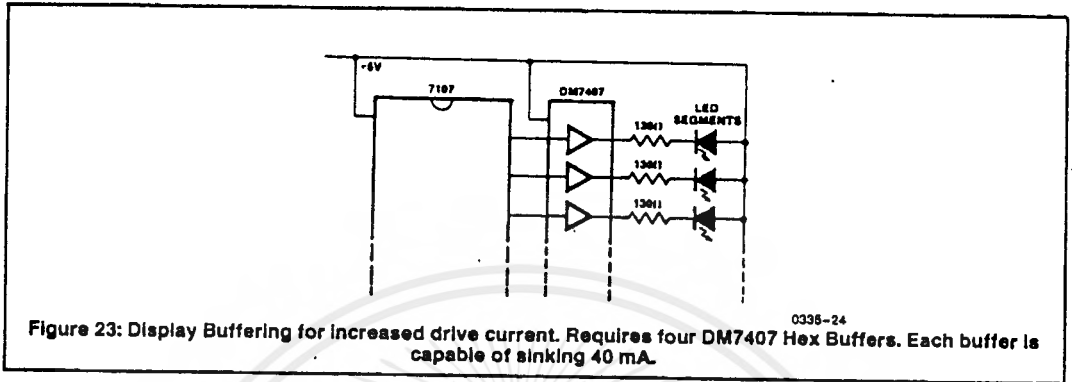 +5V
7107
DM7407
LED
SEGMENTS
130Ω
130Ω
130Ω
0335-24
Figure 23: Display Buffering for increased drive current. Requires four DM7407 Hex Buffers. Each buffer is
capable of sinking 40 mA.